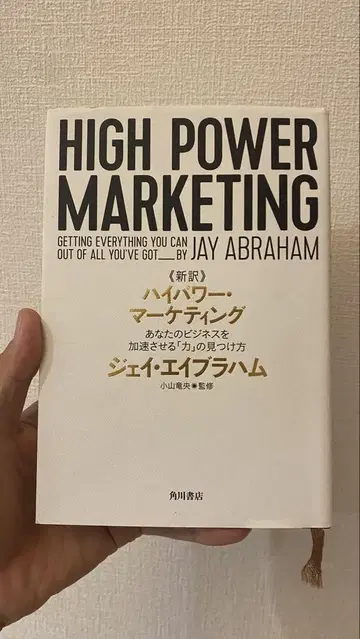 HIGH POWER
MARKETING
GETTING EVERYTHING YOU CAN
OUT OF ALL YOU'VE GOT__BY JAY ABRAHAM
《新訳》
ハイパワー・
マーケティング
あなたのビジネスを
加速させる「力」の見つけ方
ジェイ・エイブラハム
小山竜央◉監修
角川書店